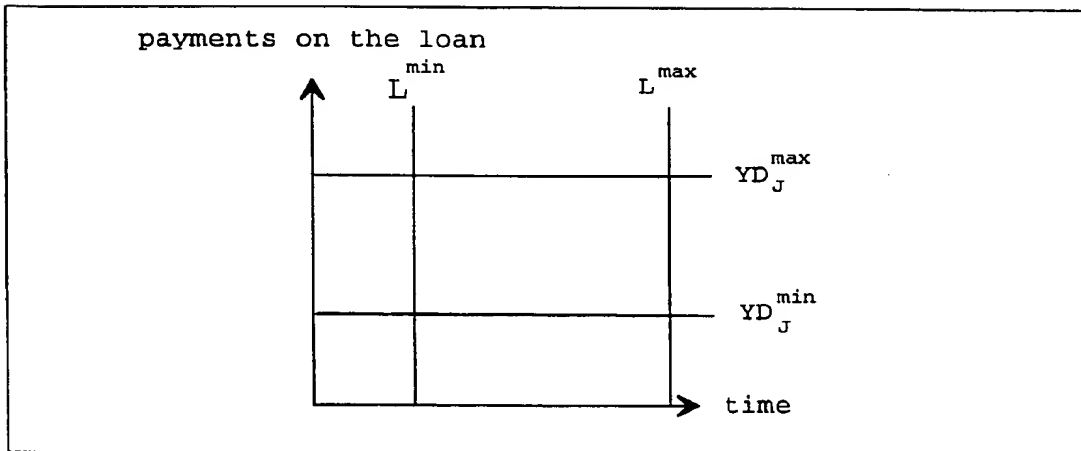 payments on the loan
L^min
L^max
YD_J^max
YD_J^min
time